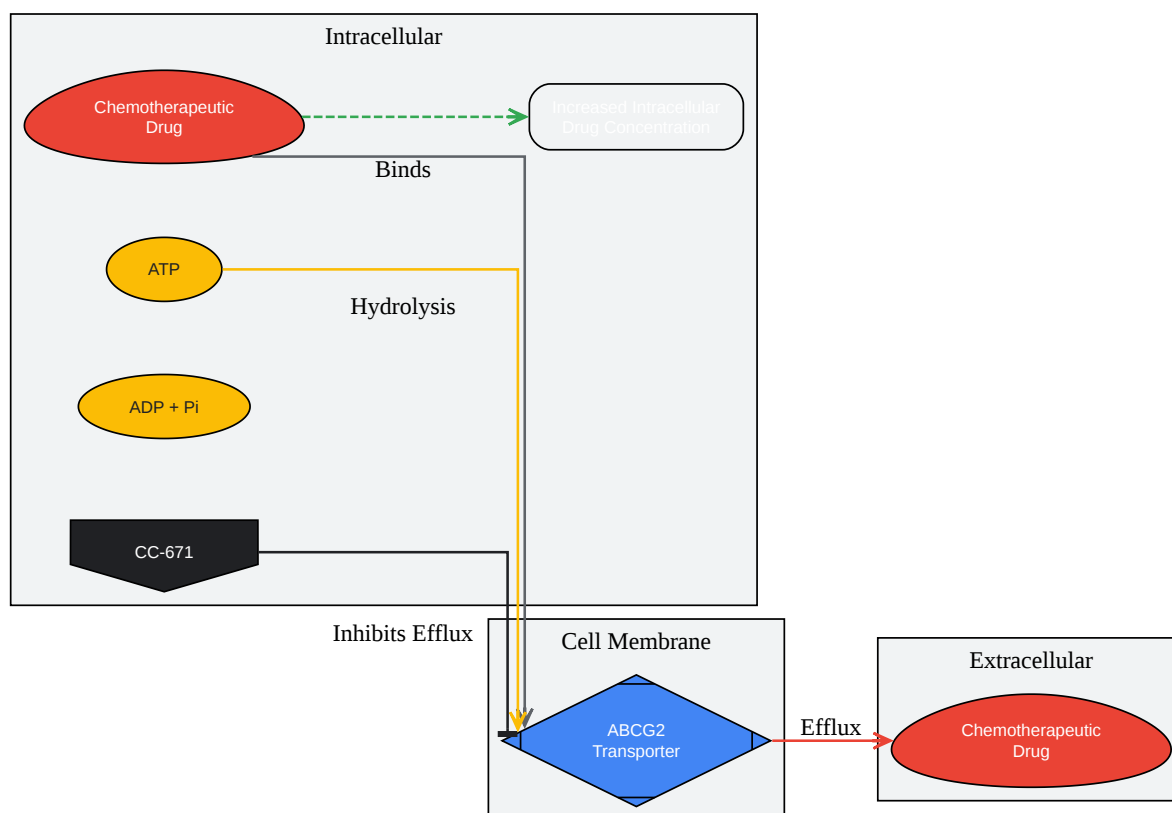 Intracellular
Chemotherapeutic
Drug
Increased Intracellular
Drug Concentration
Binds
ATP
Hydrolysis
ADP + Pi
CC-671
Inhibits Efflux
Cell Membrane
ABCG2
Transporter
Efflux
Extracellular
Chemotherapeutic
Drug